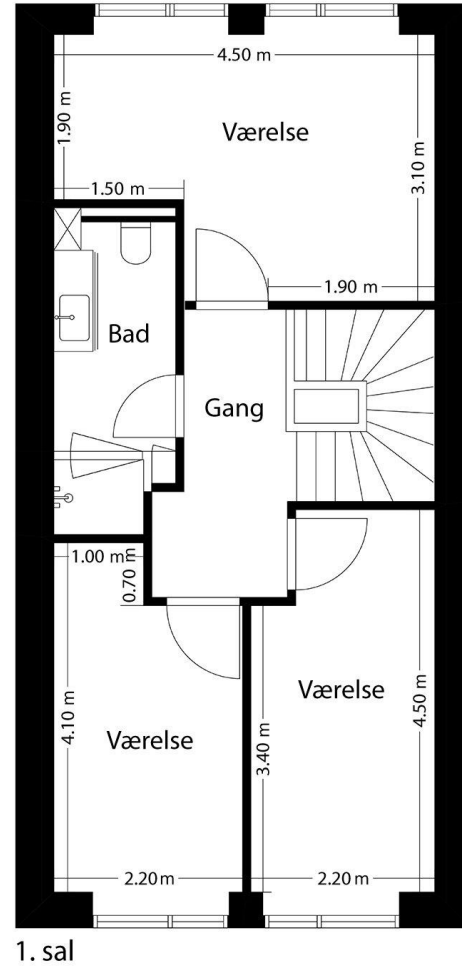 4.50 m
1.90 m
Værelse
3.10 m
1.50 m
1.90 m
Bad
Gang
1.00 m
0.70 m
4.10 m
Værelse
3.40 m
Værelse
4.50 m
2.20 m
2.20 m
1. sal